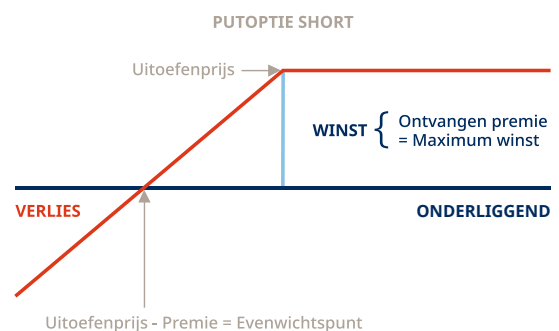 PUTOPTIE SHORT
Uitoefenprijs
WINST { Ontvangen premie
= Maximum winst
VERLIES
ONDERLIGGEND
Uitoefenprijs - Premie = Evenwichtspunt